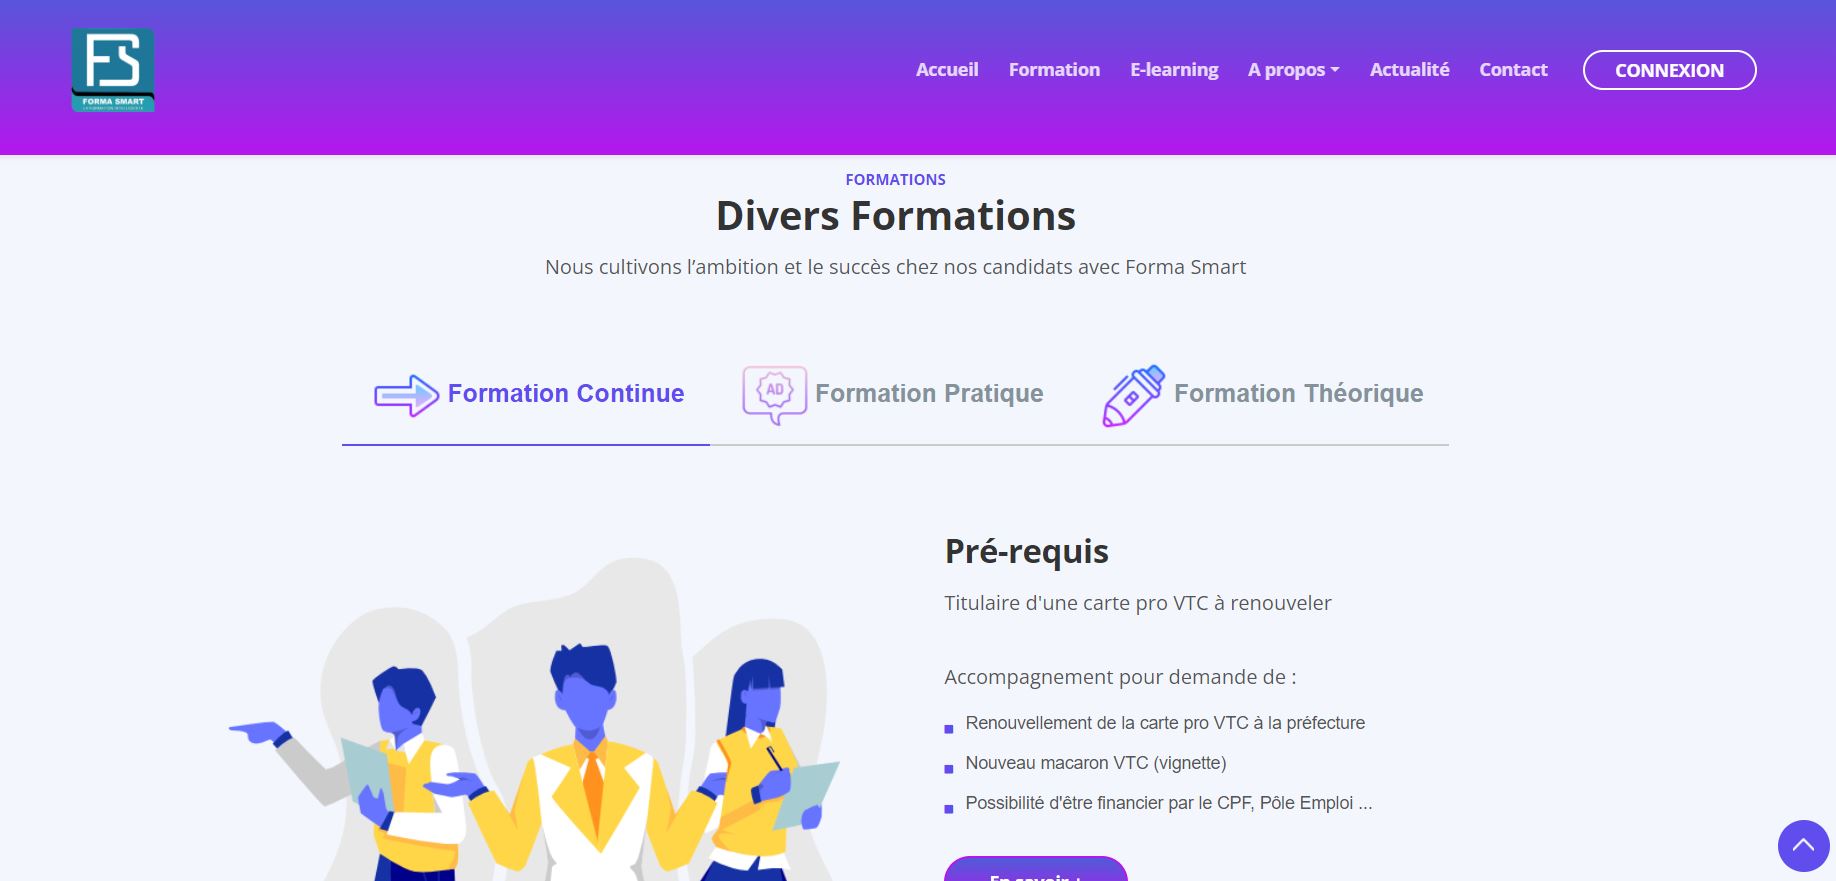 FS
FORMA SMART
Accueil
Formation
E-learning
A propos
Actualité
Contact
CONNEXION
FORMATIONS
Divers Formations
Nous cultivons l’ambition et le succès chez nos candidats avec Forma Smart
Formation Continue
AD
Formation Pratique
Formation Théorique
Pré-requis
Titulaire d'une carte pro VTC à renouveler
Accompagnement pour demande de :
Renouvellement de la carte pro VTC à la préfecture
Nouveau macaron VTC (vignette)
Possibilité d'être financier par le CPF, Pôle Emploi ...
En savoir +